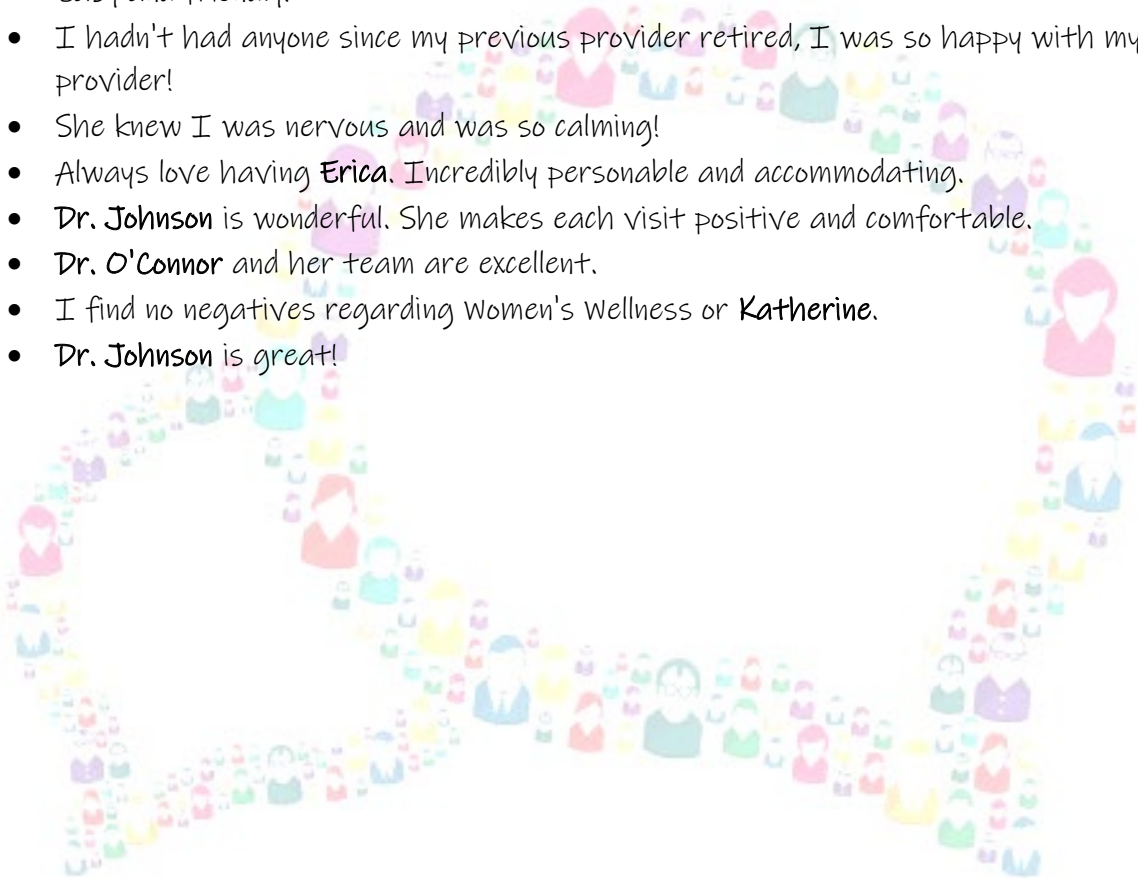 • I hadn't had anyone since my previous provider retired, I was so happy with my
provider!
• She knew I was nervous and was so calming!
• Always love having Erica. Incredibly personable and accommodating.
• Dr. Johnson is wonderful. She makes each visit positive and comfortable.
• Dr. O'Connor and her team are excellent.
• I find no negatives regarding Women's Wellness or Katherine.
• Dr. Johnson is great!